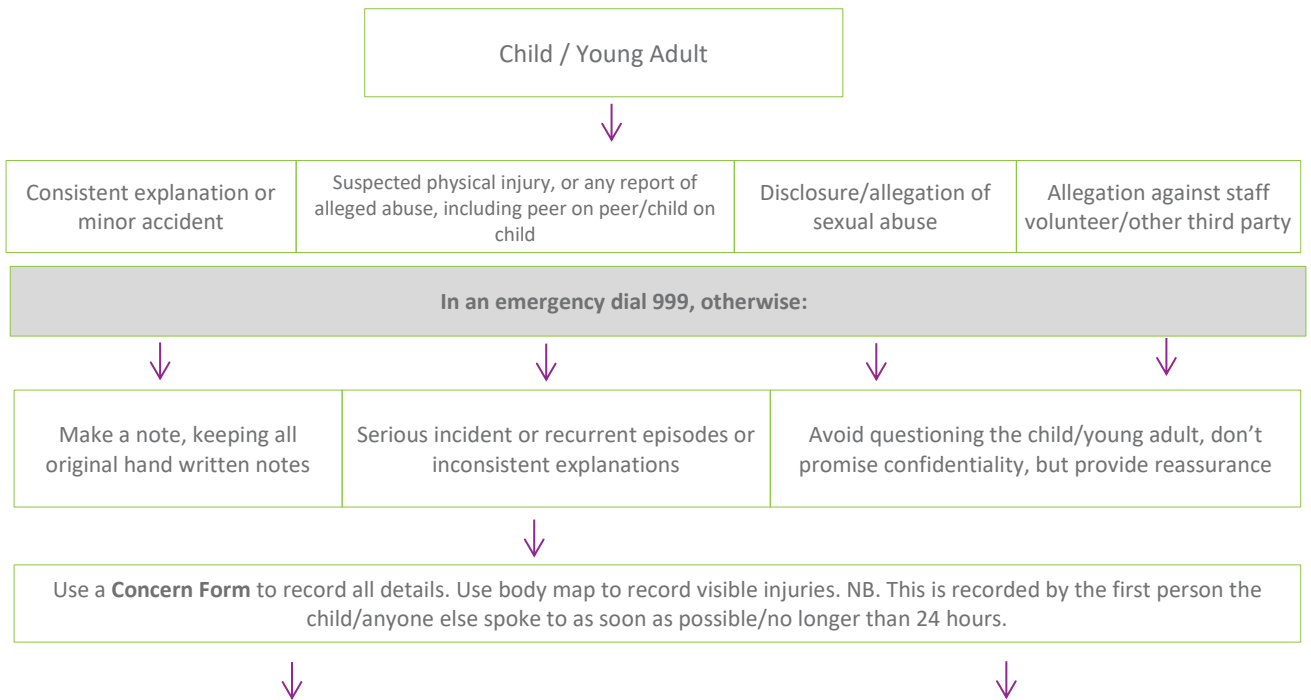 Child / Young Adult
Consistent explanation or
minor accident
Suspected physical injury, or any report of
alleged abuse, including peer on peer/child on
child
Disclosure/allegation of
sexual abuse
Allegation against staff
volunteer/other third party
In an emergency dial 999, otherwise:
Make a note, keeping all
original hand written notes
Serious incident or recurrent episodes or
inconsistent explanations
Avoid questioning the child/young adult, don’t
promise confidentiality, but provide reassurance
Use a Concern Form to record all details. Use body map to record visible injuries. NB. This is recorded by the first person the
child/anyone else spoke to as soon as possible/no longer than 24 hours.